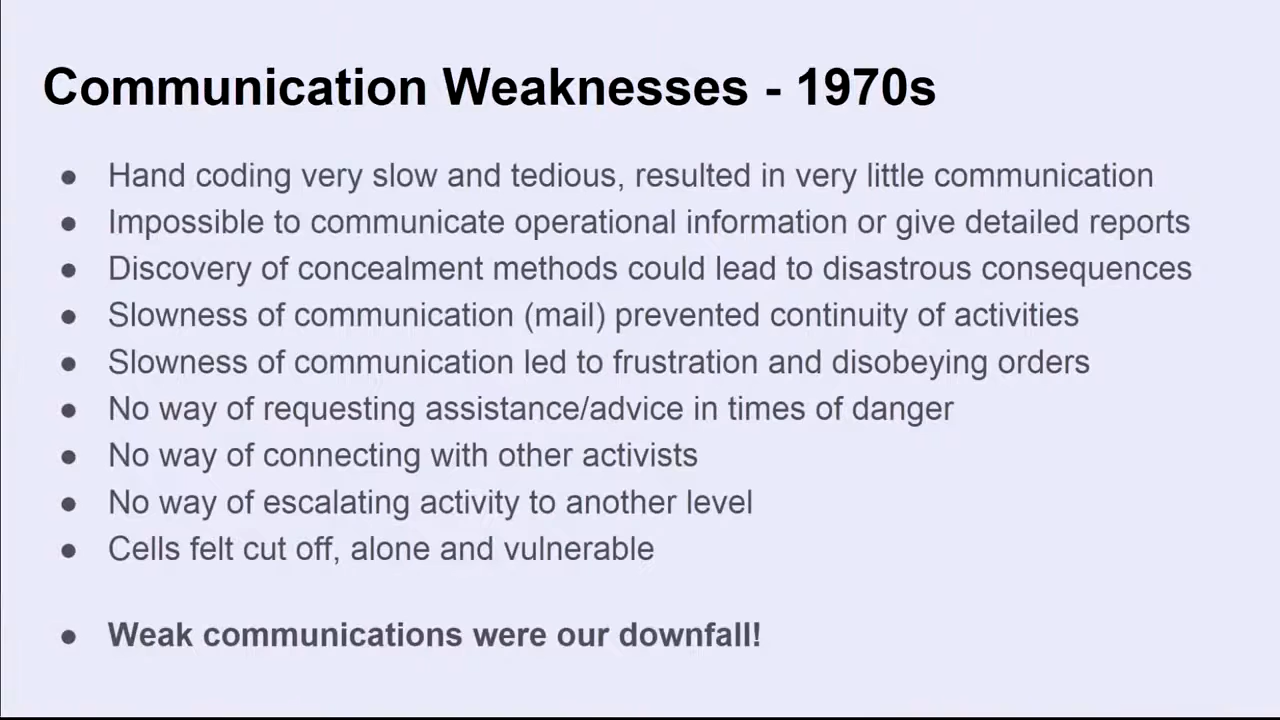 Communication Weaknesses - 1970s
● Hand coding very slow and tedious, resulted in very little communication
● Impossible to communicate operational information or give detailed reports
● Discovery of concealment methods could lead to disastrous consequences
● Slowness of communication (mail) prevented continuity of activities
● Slowness of communication led to frustration and disobeying orders
● No way of requesting assistance/advice in times of danger
● No way of connecting with other activists
● No way of escalating activity to another level
● Cells felt cut off, alone and vulnerable
● Weak communications were our downfall!